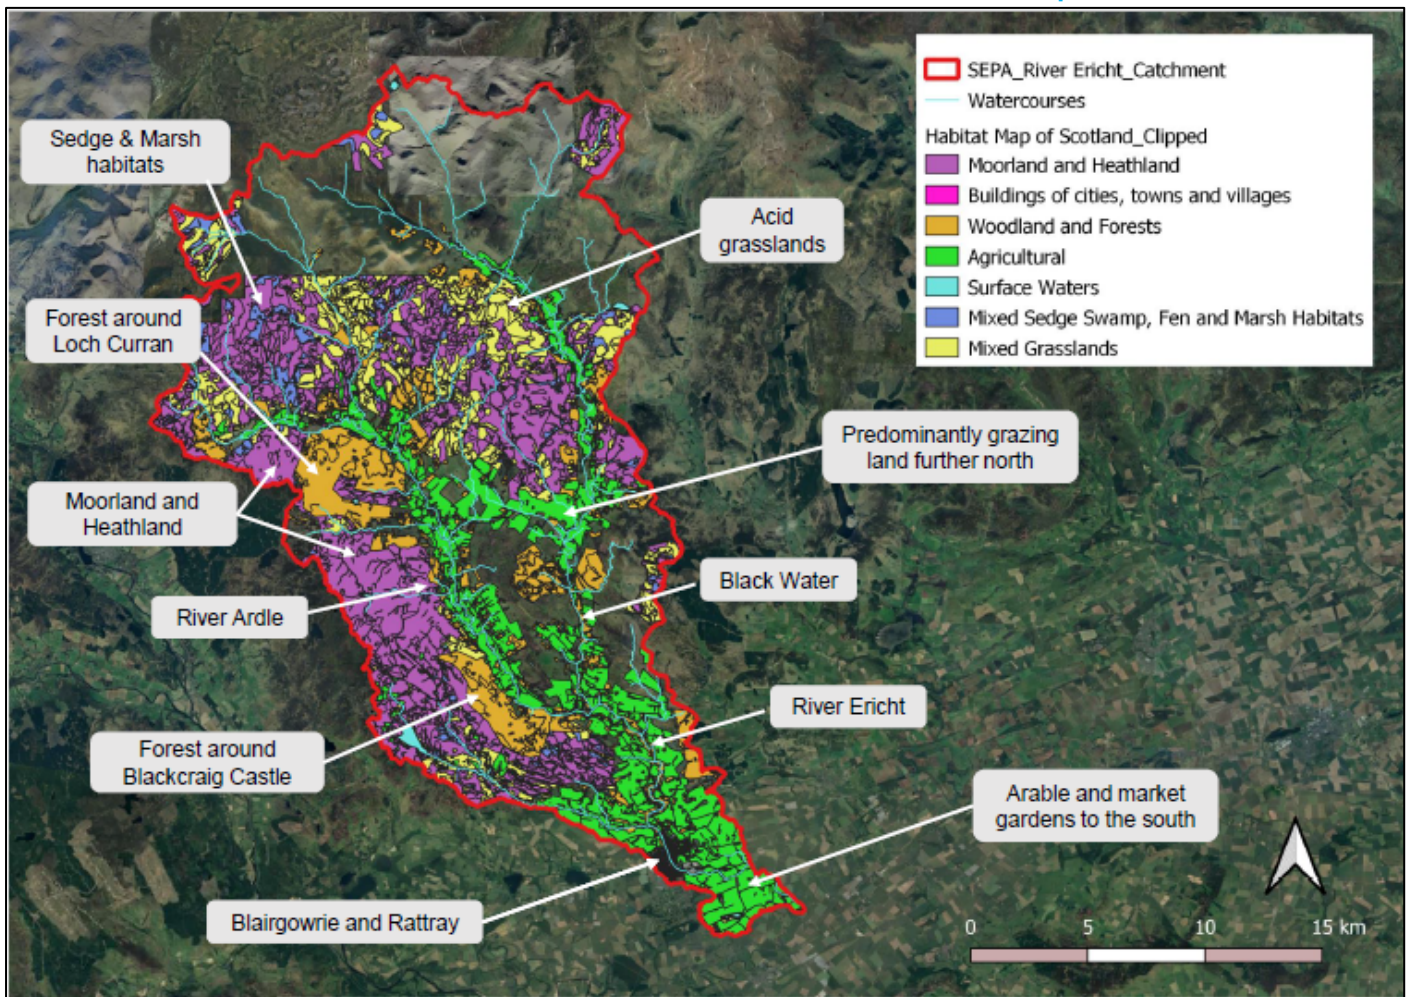 SEPA_River Ericht_Catchment
Watercourses
Habitat Map of Scotland_Clipped
Moorland and Heathland
Buildings of cities, towns and villages
Woodland and Forests
Agricultural
Surface Waters
Mixed Sedge Swamp, Fen and Marsh Habitats
Mixed Grasslands
Sedge & Marsh
habitats
Acid
grasslands
Forest around
Loch Curran
Predominantly grazing
land further north
Moorland and
Heathland
Black Water
River Ardle
River Ericht
Forest around
Blackcraig Castle
Arable and market
gardens to the south
Blairgowrie and Rattray
0 5 10 15 km